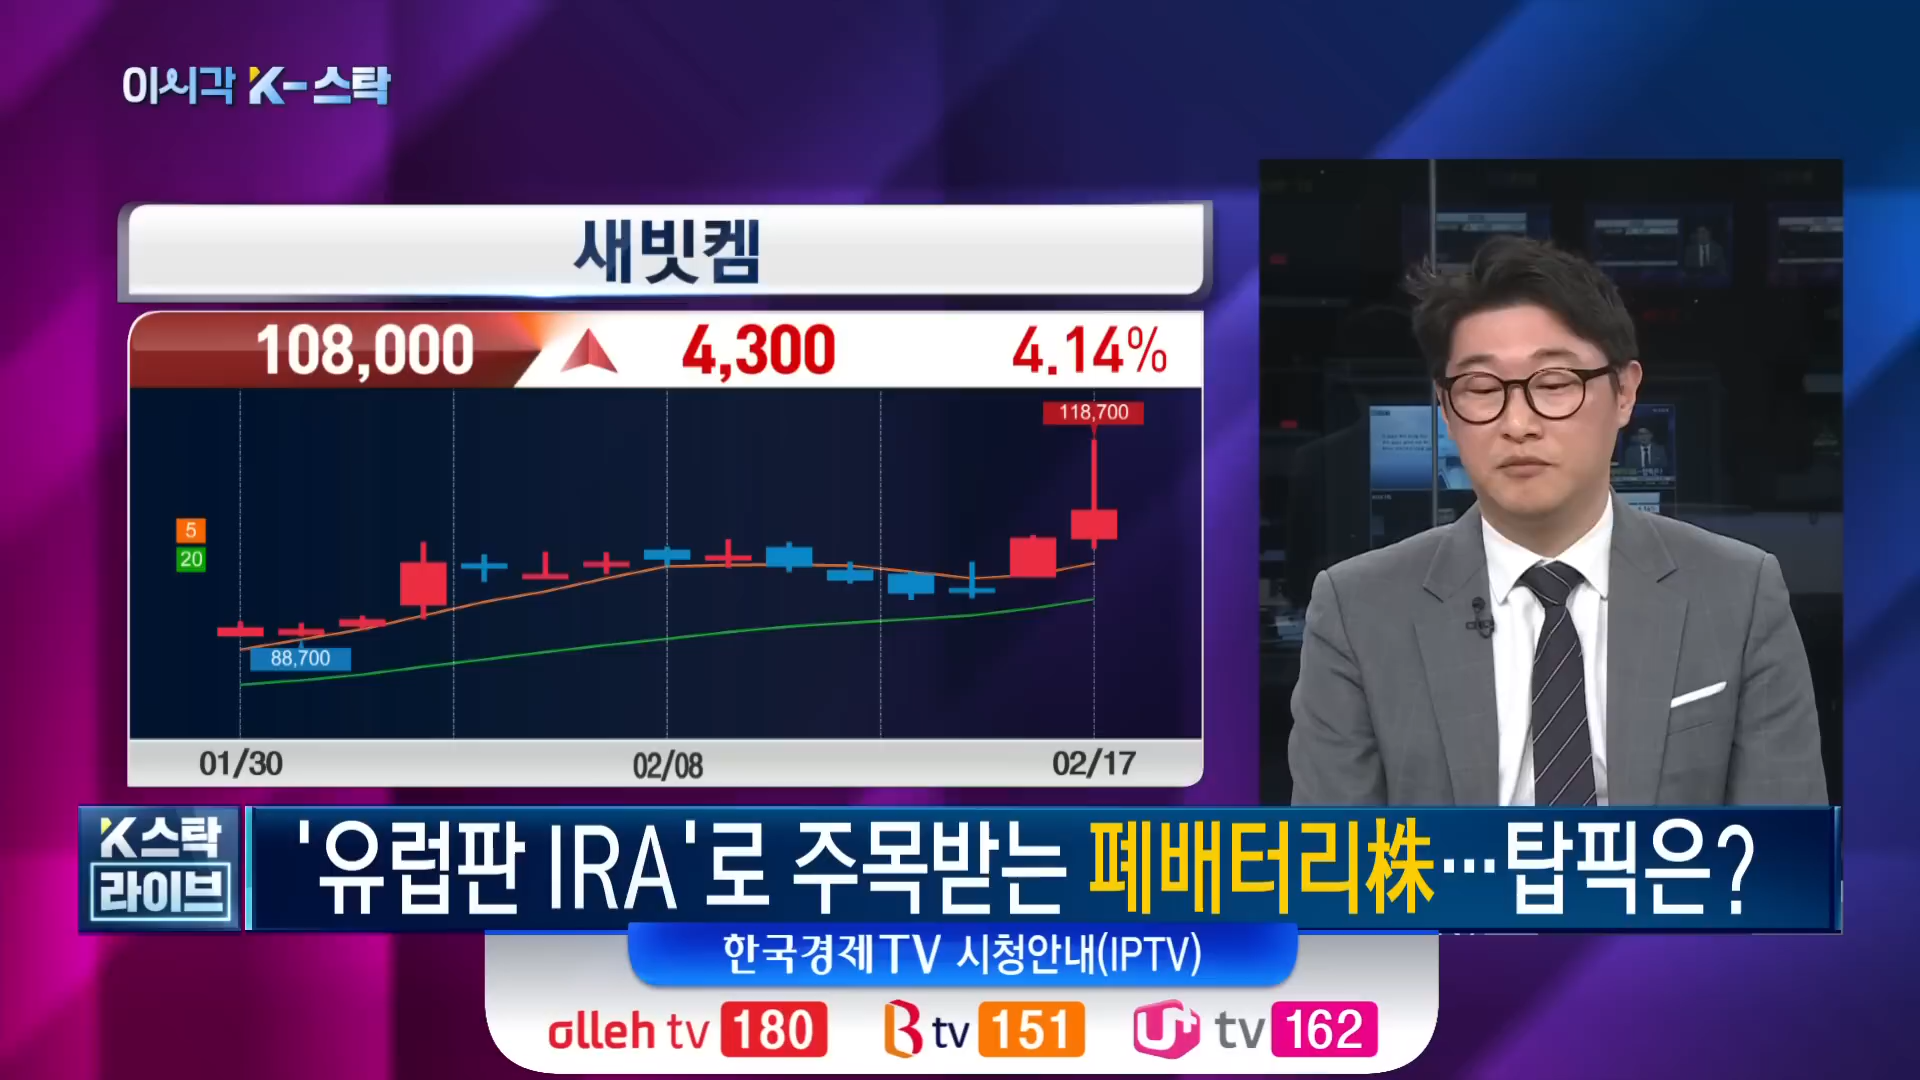 이시각 K-스탁
새빗켐
108,000 4,300 4.14%
118,700
5
20
88,700
01/30 02/08 02/17
K스탁
라이브
'유럽판 IRA'로 주목받는 폐배터리株…탑픽은?
한국경제TV 시청안내(IPTV)
olleh tv 180 B tv 151 U+ tv 162